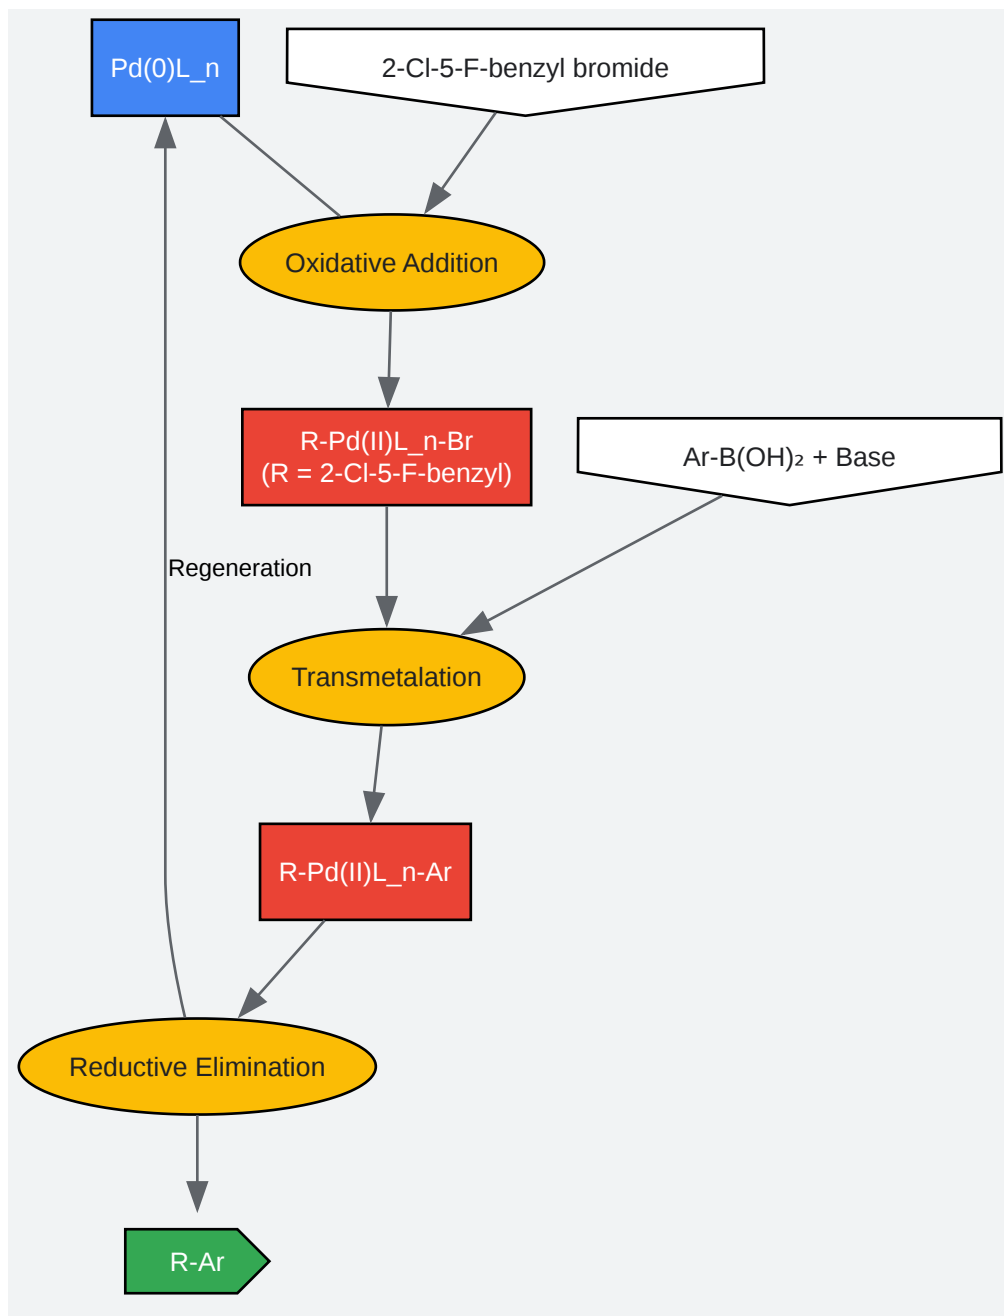 Pd(0)L_n
2-Cl-5-F-benzyl bromide
Oxidative Addition
R-Pd(II)L_n-Br
(R = 2-Cl-5-F-benzyl)
Ar-B(OH)₂ + Base
Regeneration
Transmetalation
R-Pd(II)L_n-Ar
Reductive Elimination
R-Ar